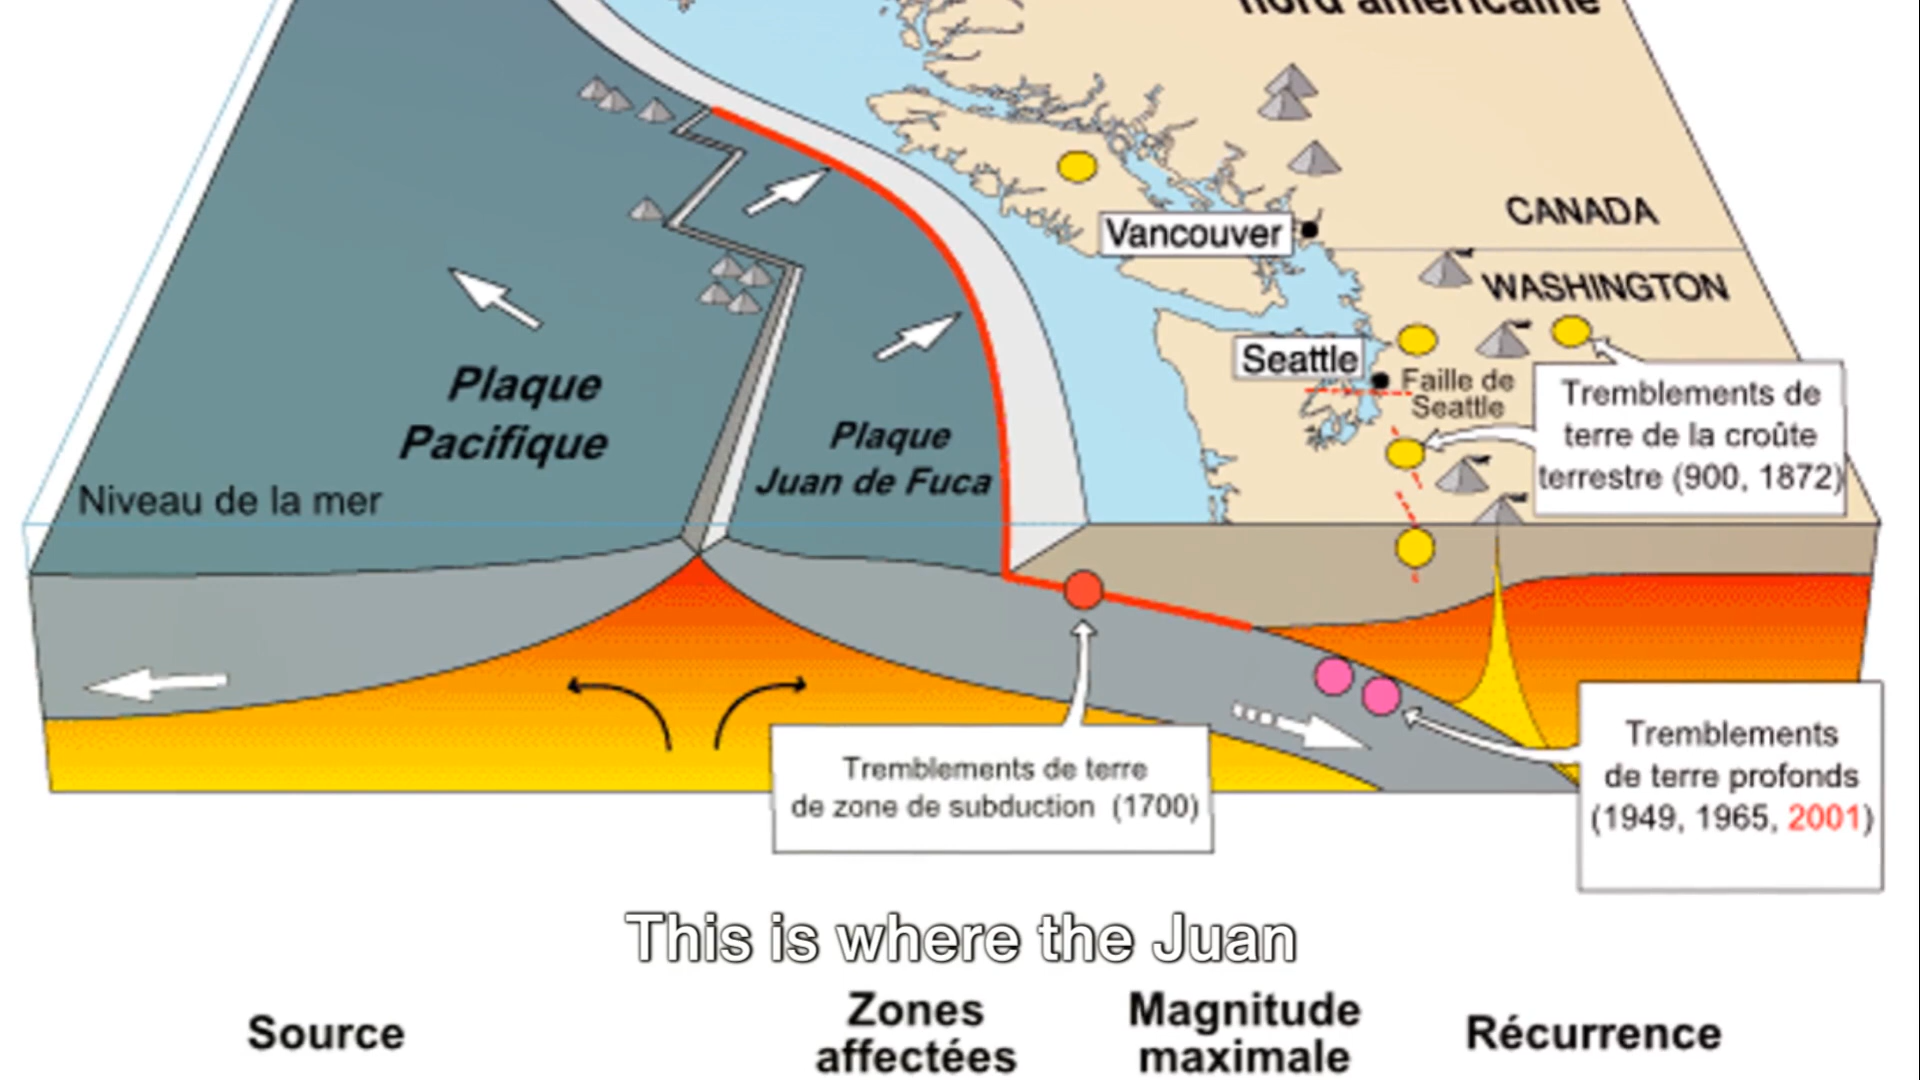 nord américaine
CANADA
Vancouver
WASHINGTON
Seattle
Faille de
Seattle
Tremblements de
terre de la croûte
terrestre (900, 1872)
Plaque
Pacifique
Plaque
Juan de Fuca
Niveau de la mer
Tremblements de terre
de zone de subduction (1700)
Tremblements
de terre profonds
(1949, 1965, 2001)
This is where the Juan
Source
Zones
affectées
Magnitude
maximale
Récurrence